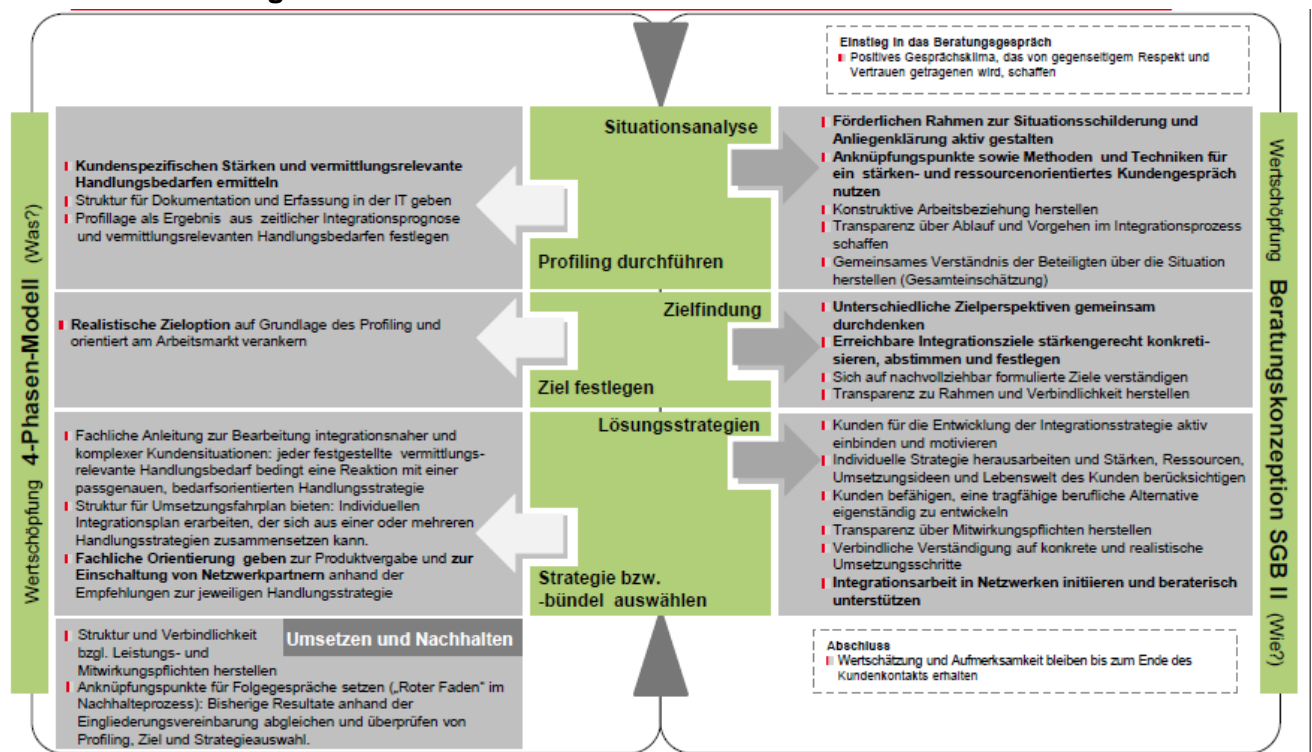 Wertschöpfung 4-Phasen-Modell (Was?)
Kundenspezifischen Stärken und vermittlungsrelevante
Handlungsbedarfen ermitteln
Struktur für Dokumentation und Erfassung in der IT geben
Profillage als Ergebnis aus zeitlicher Integrationsprognose
und vermittlungsrelevanten Handlungsbedarfen festlegen
Realistische Zieloption auf Grundlage des Profiling und
orientiert am Arbeitsmarkt verankern
Fachliche Anleitung zur Bearbeitung integrationsnaher und
komplexer Kundensituationen: jeder festgestellte vermittlungs-
relevante Handlungsbedarf bedingt eine Reaktion mit einer
passgenauen, bedarfsorientierten Handlungsstrategie
Struktur für Umsetzungsfahrplan bieten: Individuellen
Integrationsplan erarbeiten, der sich aus einer oder mehreren
Handlungsstrategien zusammensetzen kann.
Fachliche Orientierung geben zur Produktvergabe und zur
Einschaltung von Netzwerkpartnern anhand der
Empfehlungen zur jeweiligen Handlungsstrategie
Umsetzen und Nachhalten
Struktur und Verbindlichkeit
bzgl. Leistungs- und
Mitwirkungspflichten herstellen
Anknüpfungspunkte für Folgegespräche setzen („Roter Faden“ im
Nachhalteprozess): Bisherige Resultate anhand der
Eingliederungsvereinbarung abgleichen und überprüfen von
Profiling, Ziel und Strategieauswahl.
Situationsanalyse
Profiling durchführen
Zielfindung
Ziel festlegen
Lösungsstrategien
Strategie bzw.
-bündel auswählen
Einstieg in das Beratungsgespräch
Positives Gesprächsklima, das von gegenseitigem Respekt und
Vertrauen getragenen wird, schaffen
Förderlichen Rahmen zur Situationsschilderung und
Anliegenklärung aktiv gestalten
Anknüpfungspunkte sowie Methoden und Techniken für
ein stärken- und ressourcenorientiertes Kundengespräch
nutzen
Konstruktive Arbeitsbeziehung herstellen
Transparenz über Ablauf und Vorgehen im Integrationsprozess
schaffen
Gemeinsames Verständnis der Beteiligten über die Situation
herstellen (Gesamteinschätzung)
Unterschiedliche Zielperspektiven gemeinsam
durchdenken
Erreichbare Integrationsziele stärkengerecht konkreti-
sieren, abstimmen und festlegen
Sich auf nachvollziehbar formulierte Ziele verständigen
Transparenz zu Rahmen und Verbindlichkeit herstellen
Kunden für die Entwicklung der Integrationsstrategie aktiv
einbinden und motivieren
Individuelle Strategie herausarbeiten und Stärken, Ressourcen,
Umsetzungsideen und Lebenswelt des Kunden berücksichtigen
Kunden befähigen, eine tragfähige berufliche Alternative
eigenständig zu entwickeln
Transparenz über Mitwirkungspflichten herstellen
Verbindliche Verständigung auf konkrete und realistische
Umsetzungsschritte
Integrationsarbeit in Netzwerken initiieren und beraterisch
unterstützen
Abschluss
Wertschätzung und Aufmerksamkeit bleiben bis zum Ende des
Kundenkontakts erhalten
Wertschöpfung Beratungskonzeption SGB II (Wie?)